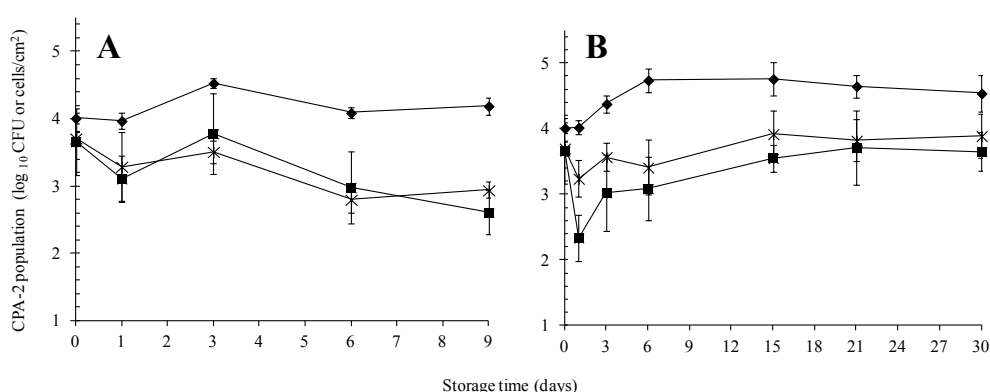 A
B
5
4
3
2
1
5
4
3
2
1
CPA-2 population (log 10 CFU or cells/cm²)
0 1 2 3 4 5 6 7 8 9
0 3 6 9 12 15 18 21 24 27 30
Storage time (days)